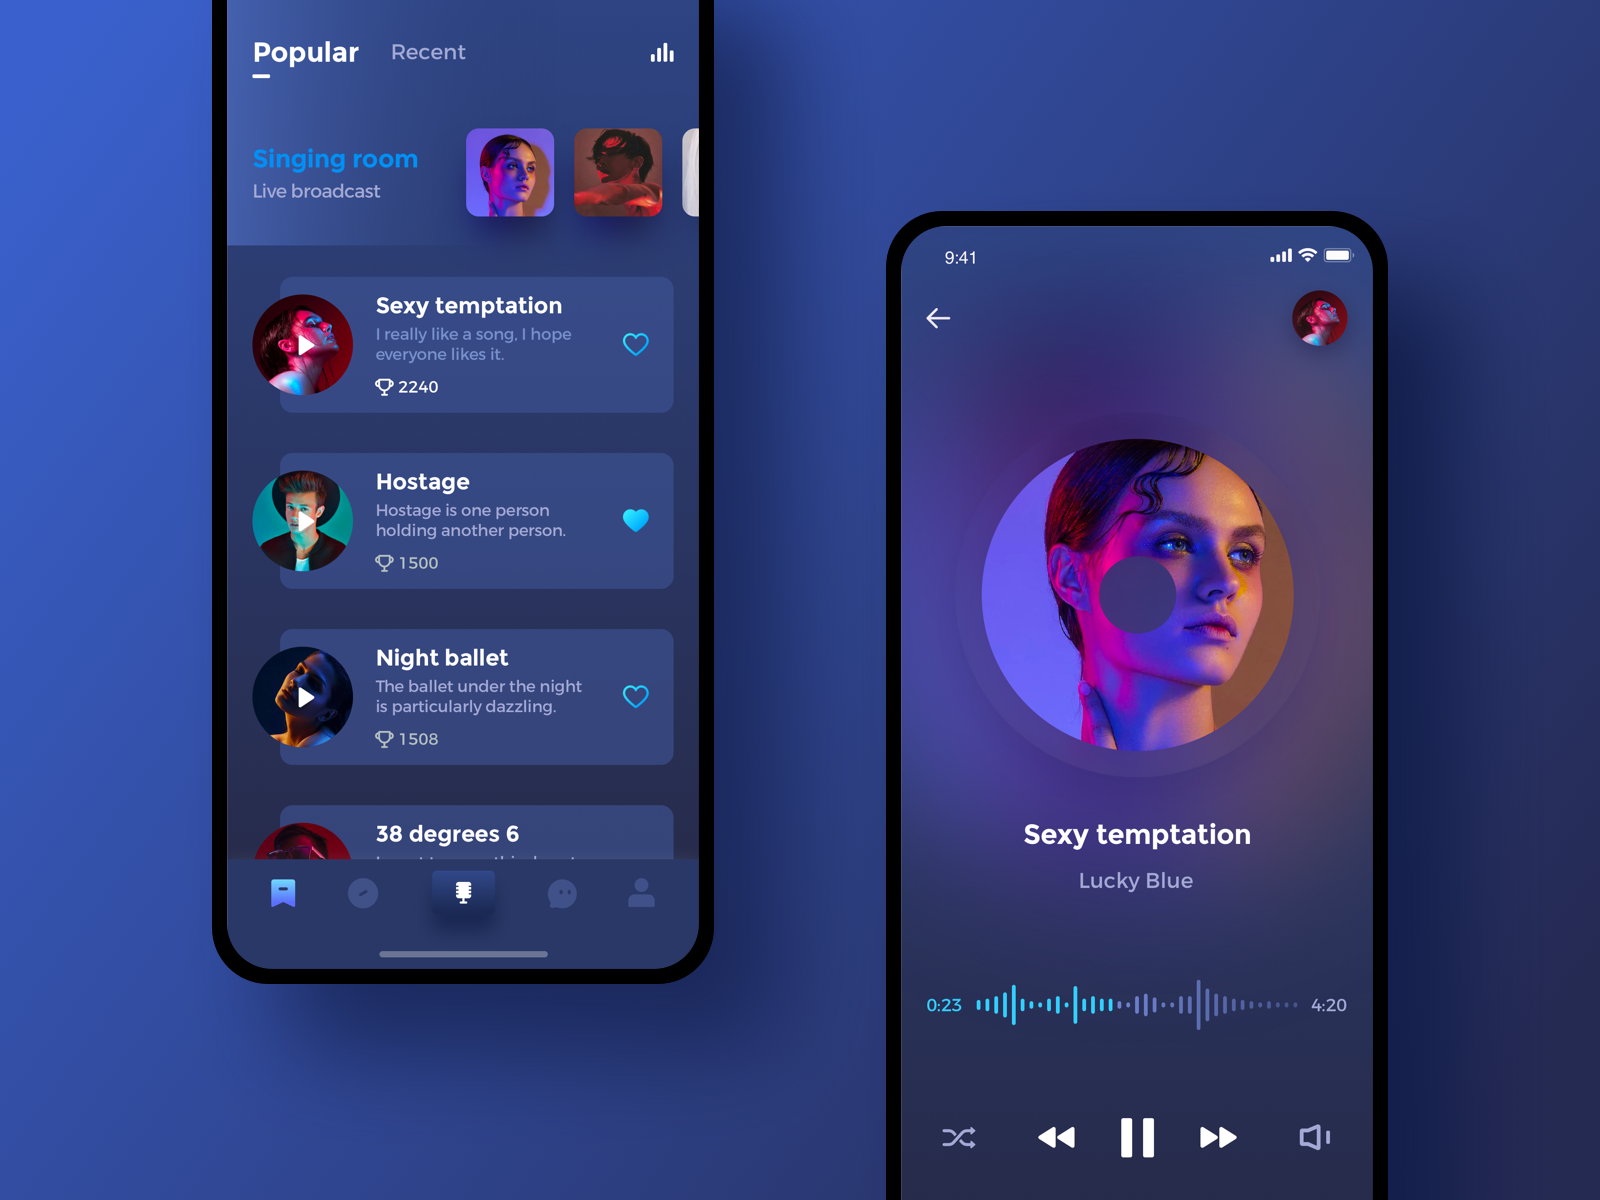 Popular Recent
Singing room
Live broadcast
Sexy temptation
I really like a song, I hope
everyone likes it.
2240
Hostage
Hostage is one person
holding another person.
1500
Night ballet
The ballet under the night
is particularly dazzling.
1508
38 degrees 6
9:41
Sexy temptation
Lucky Blue
0:23 4:20